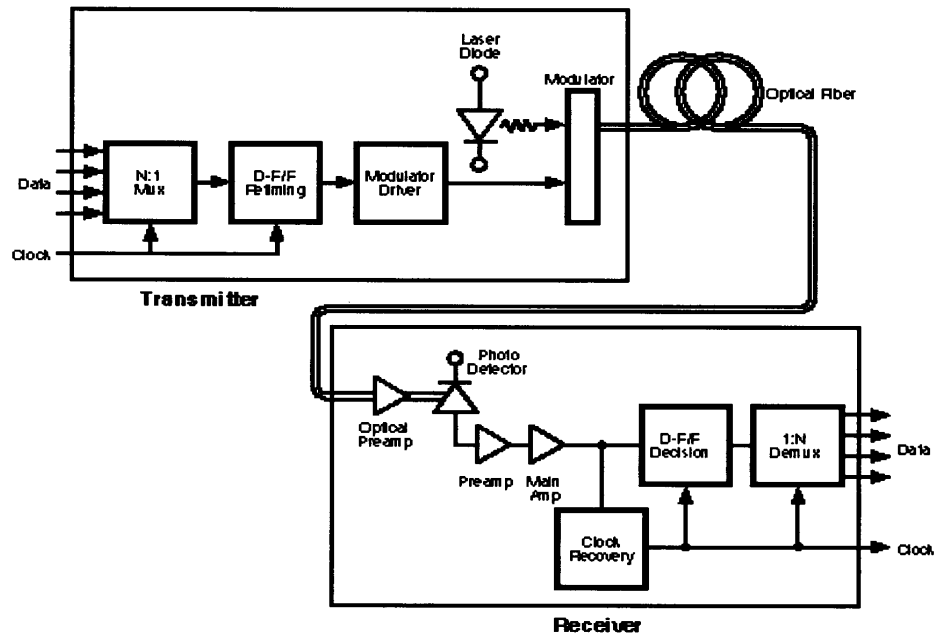 Laser
Diode
Modulator
Optical Fiber
Data
N:1
Mux
D-F/F
Retiming
Modulator
Driver
Clock
Transmitter
Photo
Detector
Optical
Preamp
Preamp
Main
Amp
D-F/F
Decision
1:N
Demux
Data
Clock
Recovery
Clock
Receiver